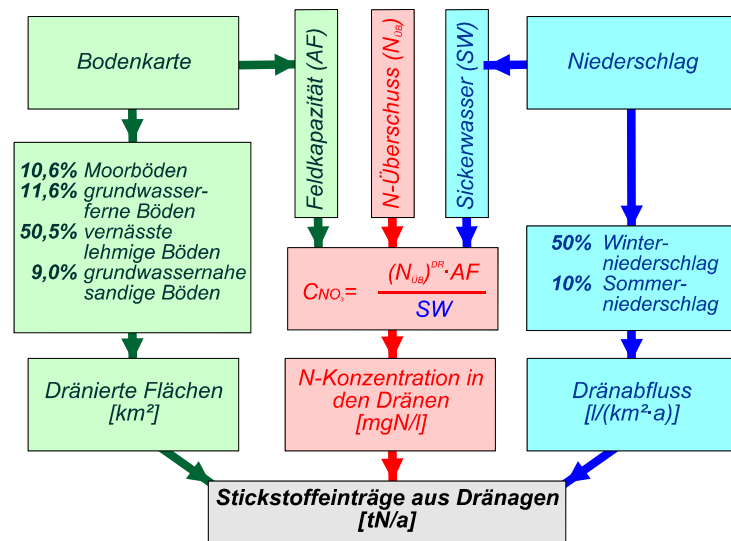 Bodenkarte
Feldkapazität (AF)
N-Überschuss (NÜB)
Sickerwasser (SW)
Niederschlag
10,6% Moorböden
11,6% grundwasser-
ferne Böden
50,5% vernässte
lehmige Böden
9,0% grundwassernahe
sandige Böden
CNO3= (NÜB)DR·AF
SW
50% Winter-
niederschlag
10% Sommer-
niederschlag
Dränierte Flächen
[km²]
N-Konzentration in
den Dränen
[mgN/l]
Dränabfluss
[l/(km²·a)]
Stickstoffeinträge aus Dränagen
[tN/a]